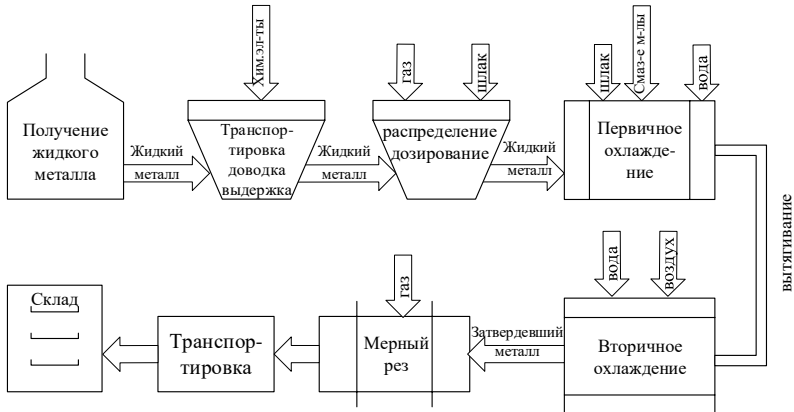 Хим.эл-ты
газ
шлак
шлак
Смаз-е м-лы
вода
Получение
жидкого
металла
Жидкий
металл
Транспор-
тировка
доводка
выдержка
Жидкий
металл
распределение
дозирование
Жидкий
металл
Первичное
охлажде-
ние
вытягивание
вода
воздух
Вторичное
охлаждение
Затвердевший
металл
газ
Мерный
рез
Транспор-
тировка
Склад